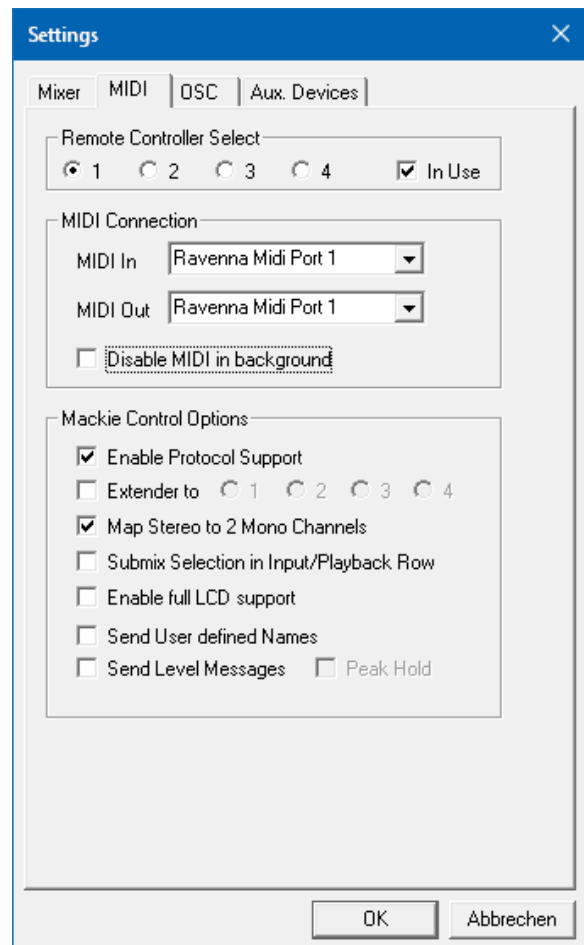 Settings
Mixer MIDI OSC Aux. Devices
Remote Controller Select
1 2 3 4 In Use
MIDI Connection
MIDI In Ravenna Midi Port 1
MIDI Out Ravenna Midi Port 1
Disable MIDI in background
Mackie Control Options
Enable Protocol Support
Extender to 1 2 3 4
Map Stereo to 2 Mono Channels
Submix Selection in Input/Playback Row
Enable full LCD support
Send User defined Names
Send Level Messages Peak Hold
OK Abbrechen